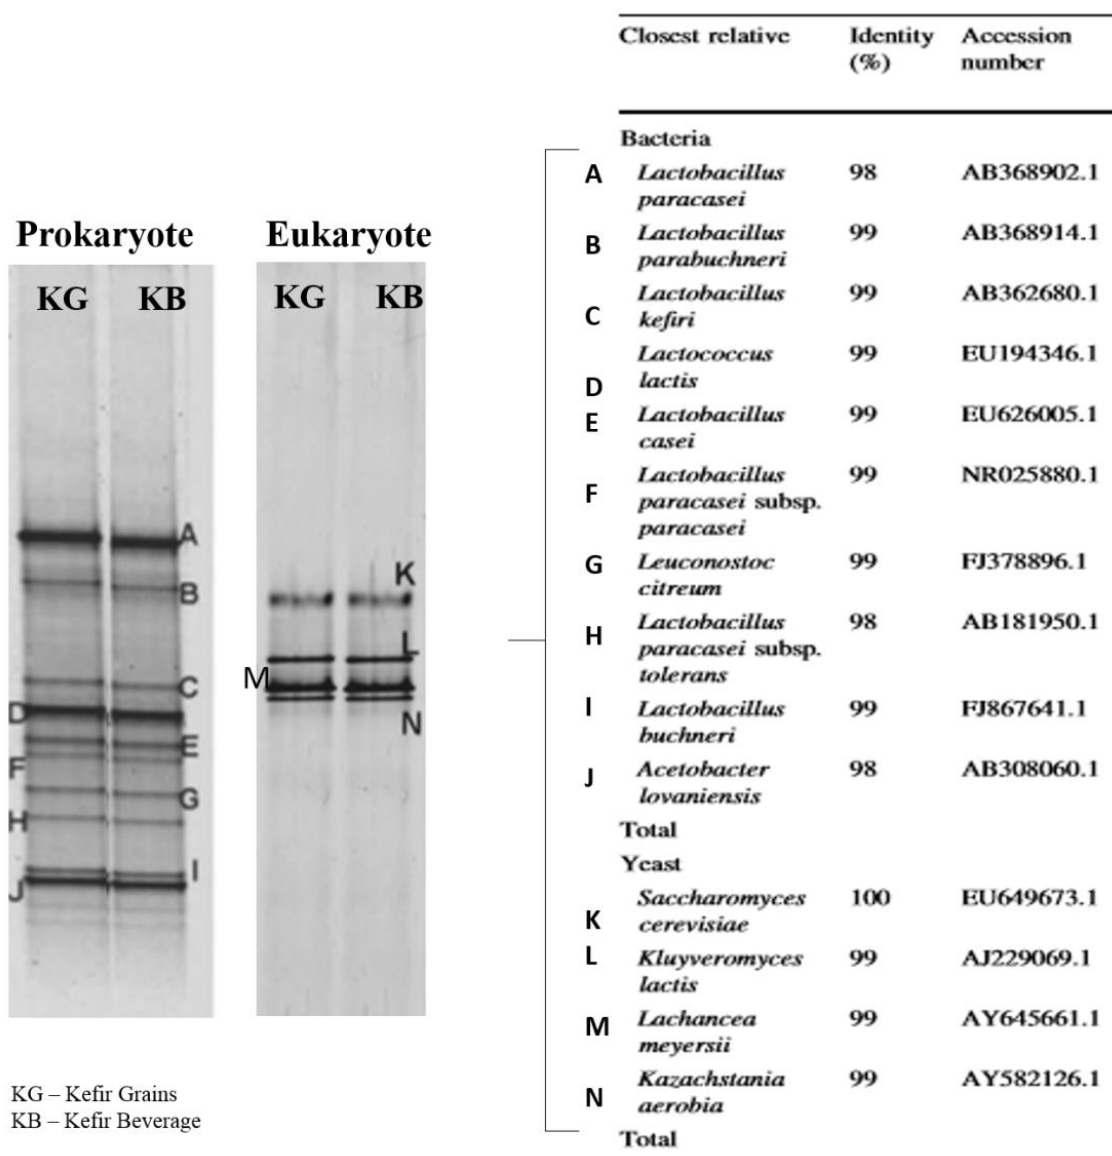 Prokaryote
KG KB
A
B
C
D
E
F
G
H
I
J
Eukaryote
KG KB
K
L
M
N
KG – Kefir Grains
KB – Kefir Beverage
Closest relative Identity (%) Accession number
Bacteria
A Lactobacillus 98 AB368902.1
paracasei
B Lactobacillus 99 AB368914.1
parabuchneri
C Lactobacillus 99 AB362680.1
kefiri
D Lactococcus 99 EU194346.1
lactis
E Lactobacillus 99 EU626005.1
casei
F Lactobacillus 99 NR025880.1
paracasei subsp.
paracasei
G Leuconostoc 99 FJ378896.1
citreum
H Lactobacillus 98 AB181950.1
paracasei subsp.
tolerans
I Lactobacillus 99 FJ867641.1
buchneri
J Acetobacter 98 AB308060.1
lovaniensis
Total
Yeast
K Saccharomyces 100 EU649673.1
cerevisiae
L Kluyveromyces 99 AJ229069.1
lactis
M Lachancea 99 AY645661.1
meyersii
N Kazachstania 99 AY582126.1
aerobia
Total